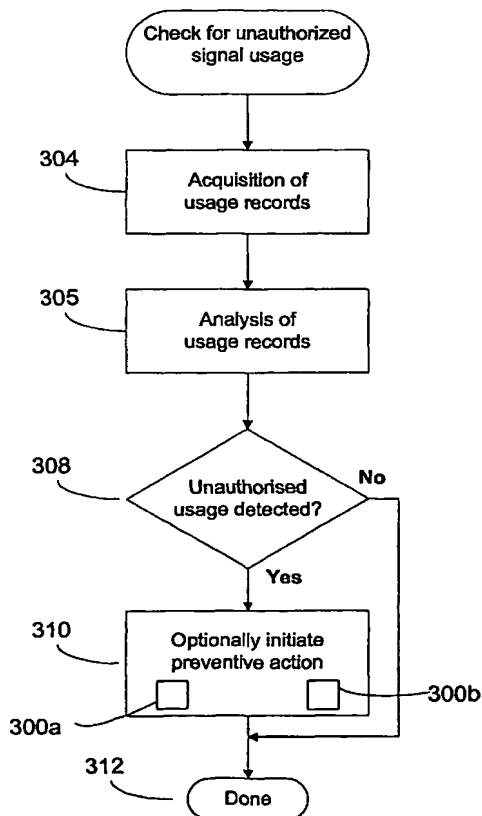 Check for unauthorized
signal usage
304
Acquisition of
usage records
305
Analysis of
usage records
308
Unauthorised
usage detected?
No
Yes
310
Optionally initiate
preventive action
300a
300b
312
Done